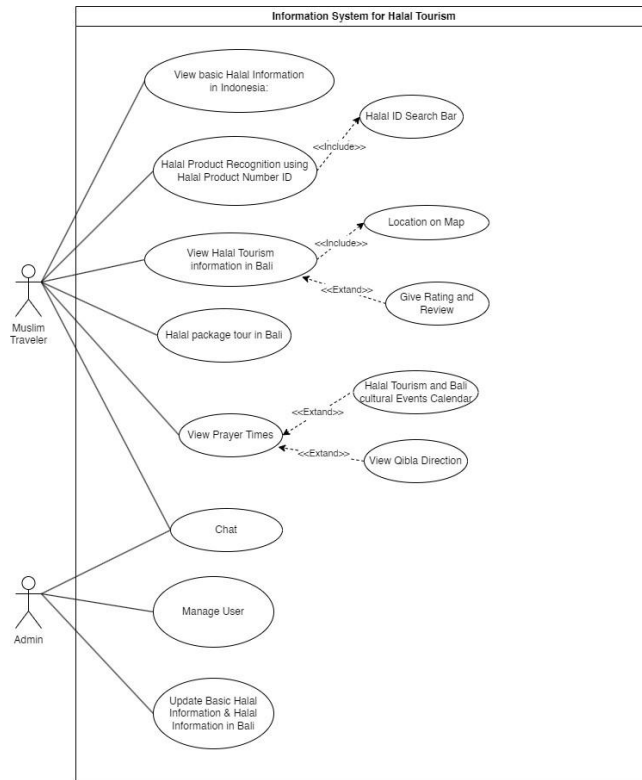 Information System for Halal Tourism
View basic Halal Information
in Indonesia:
Halal ID Search Bar
<<Include>>
Halal Product Recognition using
Halal Product Number ID
Location on Map
<<Include>>
View Halal Tourism
information in Bali
<<Extand>>
Give Rating and
Review
Muslim
Traveler
Halal package tour in Bali
Halal Tourism and Bali
cultural Events Calendar
<<Extand>>
View Prayer Times
<<Extand>>
View Qibla Direction
Chat
Admin
Manage User
Update Basic Halal
Information & Halal
Information in Bali